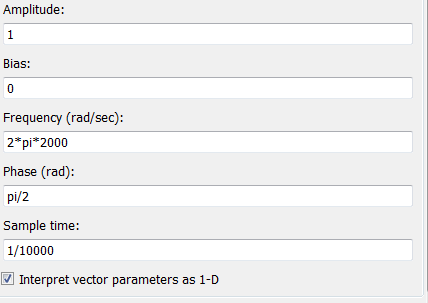 Amplitude:
1
Bias:
0
Frequency (rad/sec):
2*pi*2000
Phase (rad):
pi/2
Sample time:
1/10000
Interpret vector parameters as 1-D